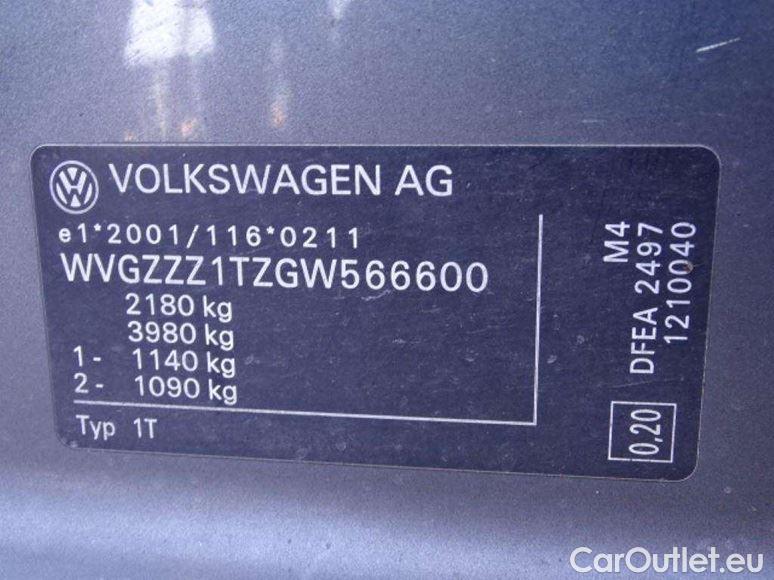 VOLKSWAGEN AG
e1*2001/116*0211
WVGZZZ1TZGW566600
2180 kg
3980 kg
1- 1140 kg
2- 1090 kg
Typ 1T
M4
DFEA 2497
1210040
0,20
CarOutlet.eu